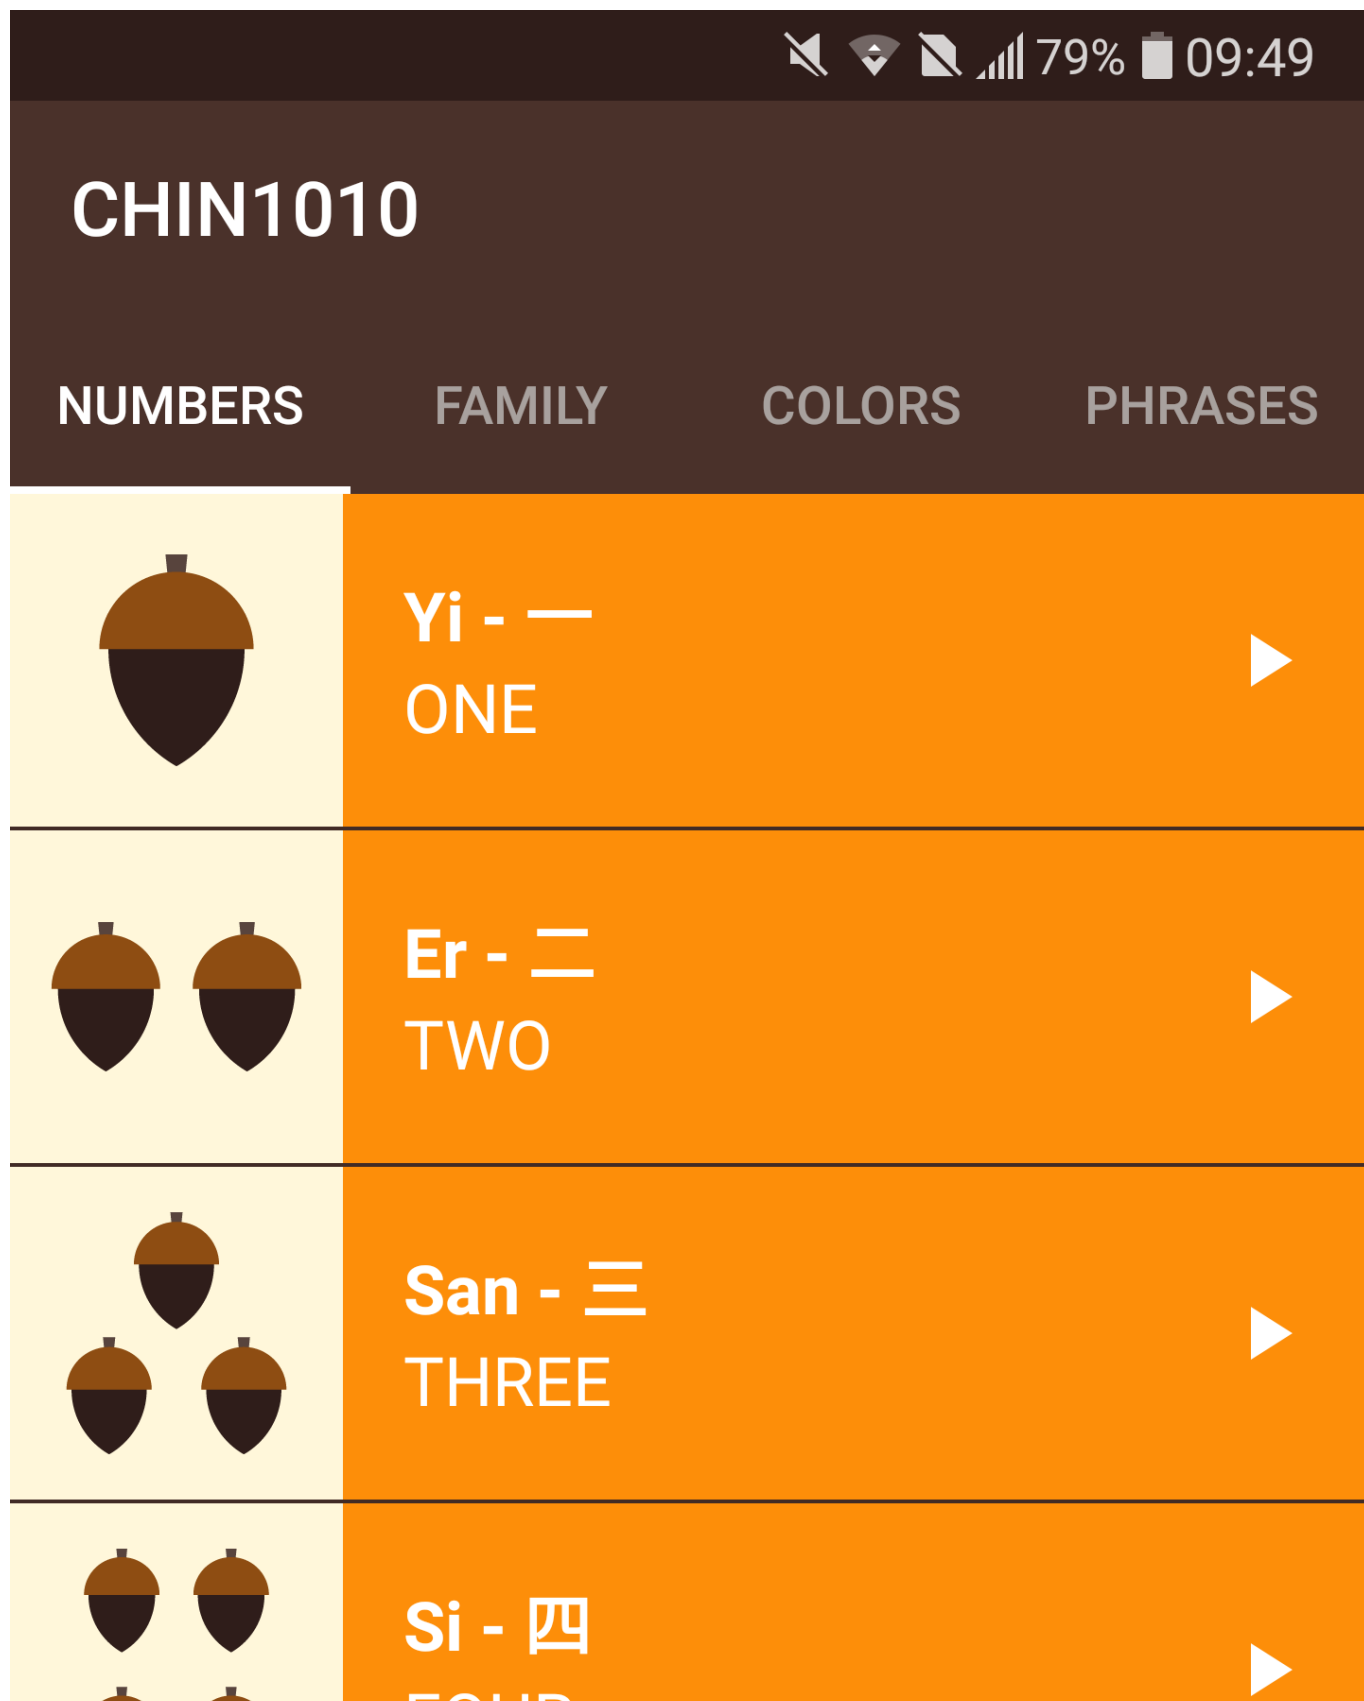 79% 09:49
CHIN1010
NUMBERS FAMILY COLORS PHRASES
Yi - 一
ONE
Er - 二
TWO
San - 三
THREE
Si - 四
FOUR